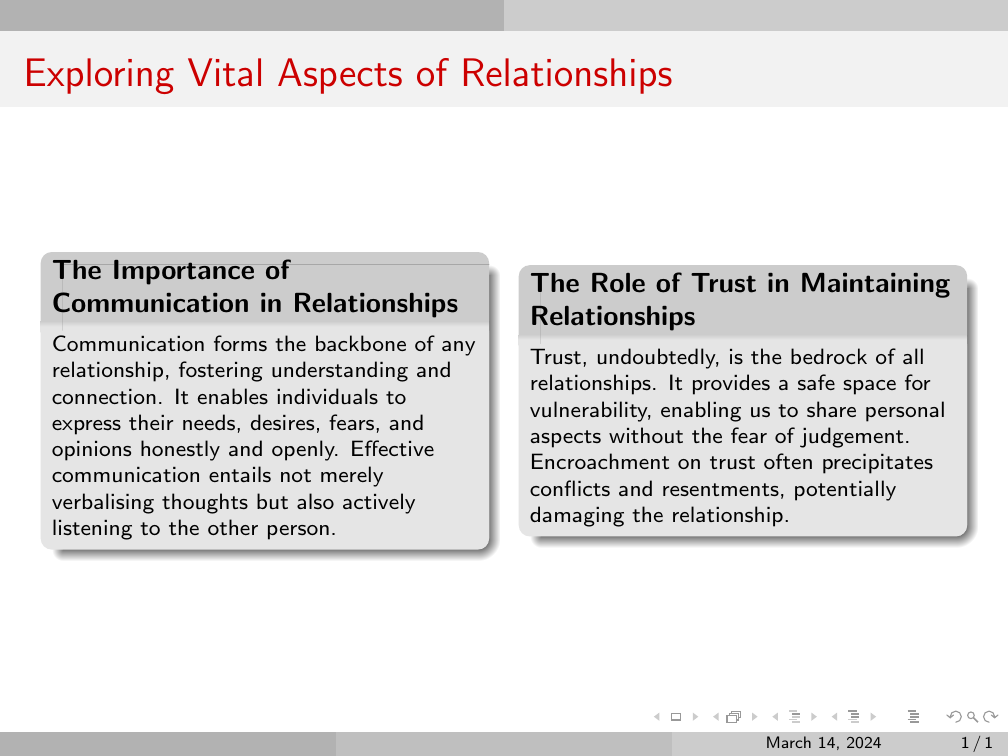 Exploring Vital Aspects of Relationships
The Importance of
Communication in Relationships
Communication forms the backbone of any
relationship, fostering understanding and
connection. It enables individuals to
express their needs, desires, fears, and
opinions honestly and openly. Effective
communication entails not merely
verbalising thoughts but also actively
listening to the other person.
The Role of Trust in Maintaining
Relationships
Trust, undoubtedly, is the bedrock of all
relationships. It provides a safe space for
vulnerability, enabling us to share personal
aspects without the fear of judgement.
Encroachment on trust often precipitates
conflicts and resentments, potentially
damaging the relationship.
March 14, 2024 1 / 1